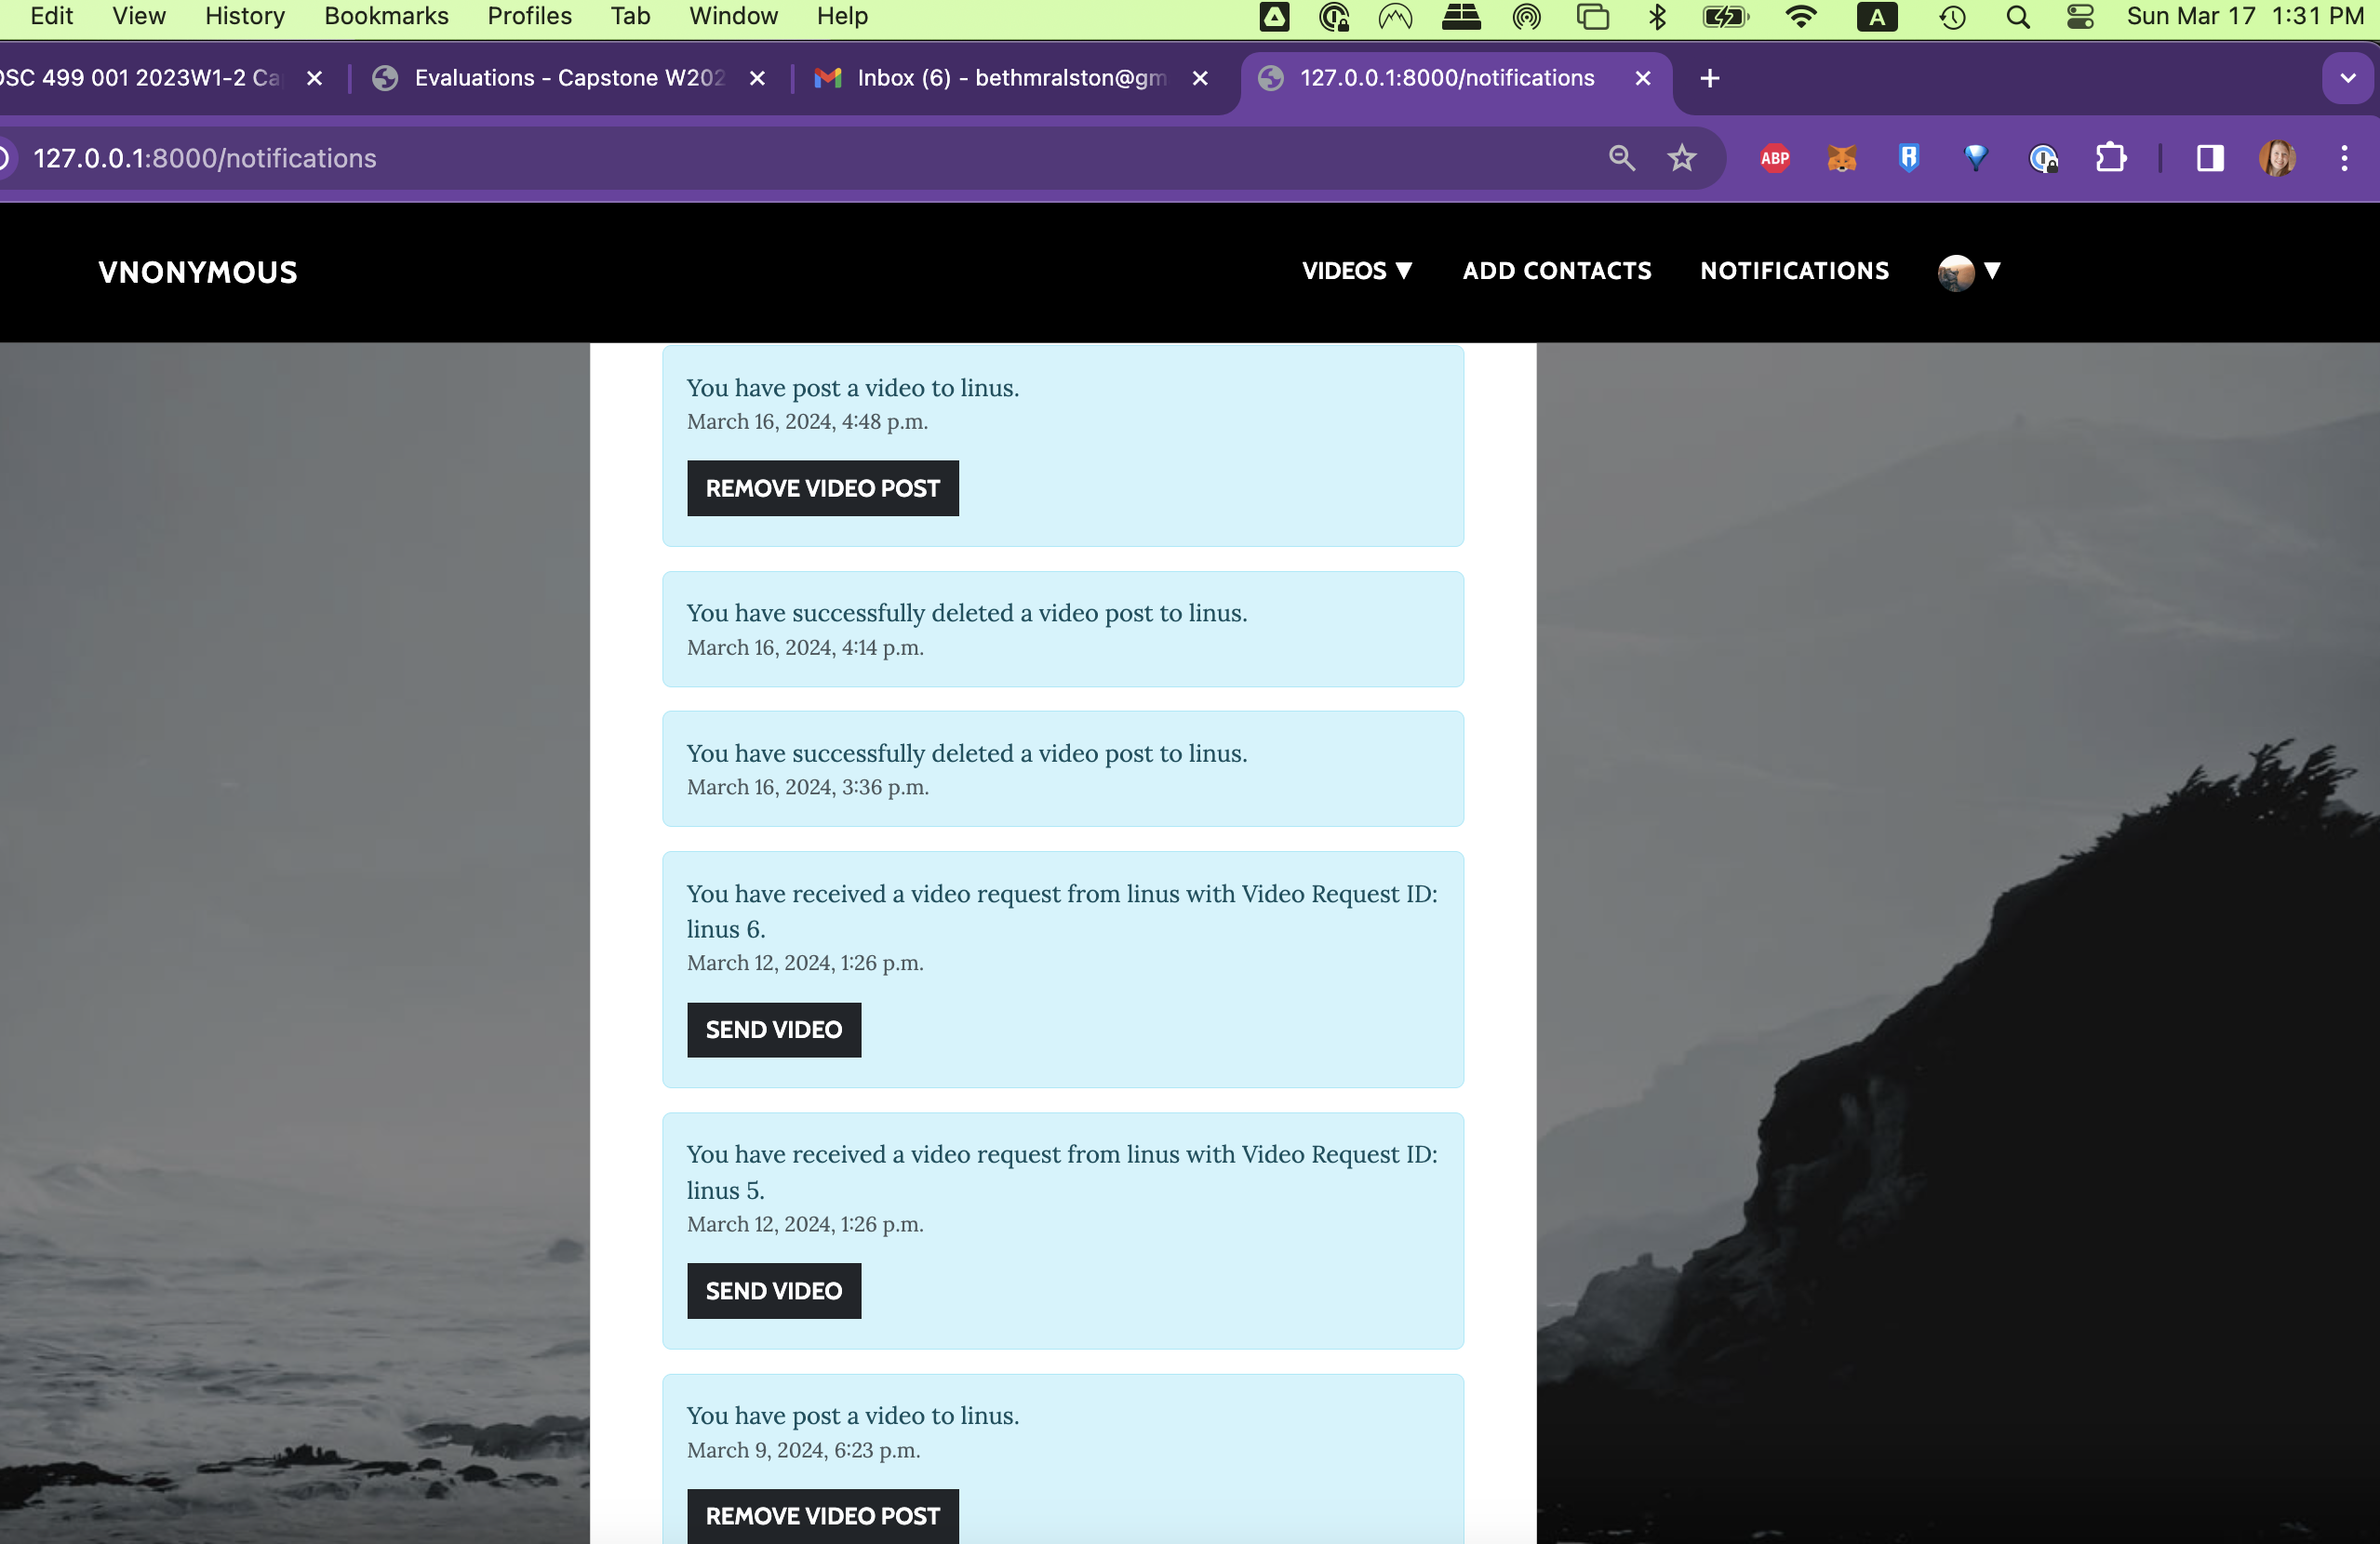 Edit View History Bookmarks Profiles Tab Window Help A Sun Mar 17 1:31 PM
OSC 499 001 2023W1-2 Ca Evaluations - Capstone W202 Inbox (6) - bethmralston@gm 127.0.0.1:8000/notifications
127.0.0.1:8000/notifications ABP
VNONYMOUS VIDEOS ▼ ADD CONTACTS NOTIFICATIONS ▼
You have post a video to linus.
March 16, 2024, 4:48 p.m.
REMOVE VIDEO POST
You have successfully deleted a video post to linus.
March 16, 2024, 4:14 p.m.
You have successfully deleted a video post to linus.
March 16, 2024, 3:36 p.m.
You have received a video request from linus with Video Request ID:
linus 6.
March 12, 2024, 1:26 p.m.
SEND VIDEO
You have received a video request from linus with Video Request ID:
linus 5.
March 12, 2024, 1:26 p.m.
SEND VIDEO
You have post a video to linus.
March 9, 2024, 6:23 p.m.
REMOVE VIDEO POST